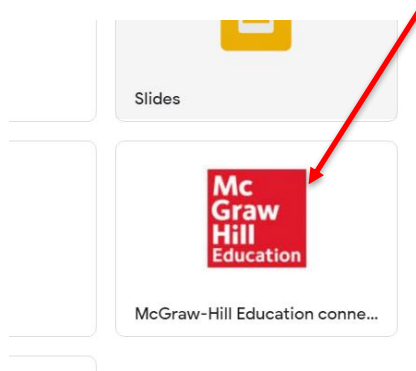 Slides
Mc
Graw
Hill
Education
McGraw-Hill Education conne...